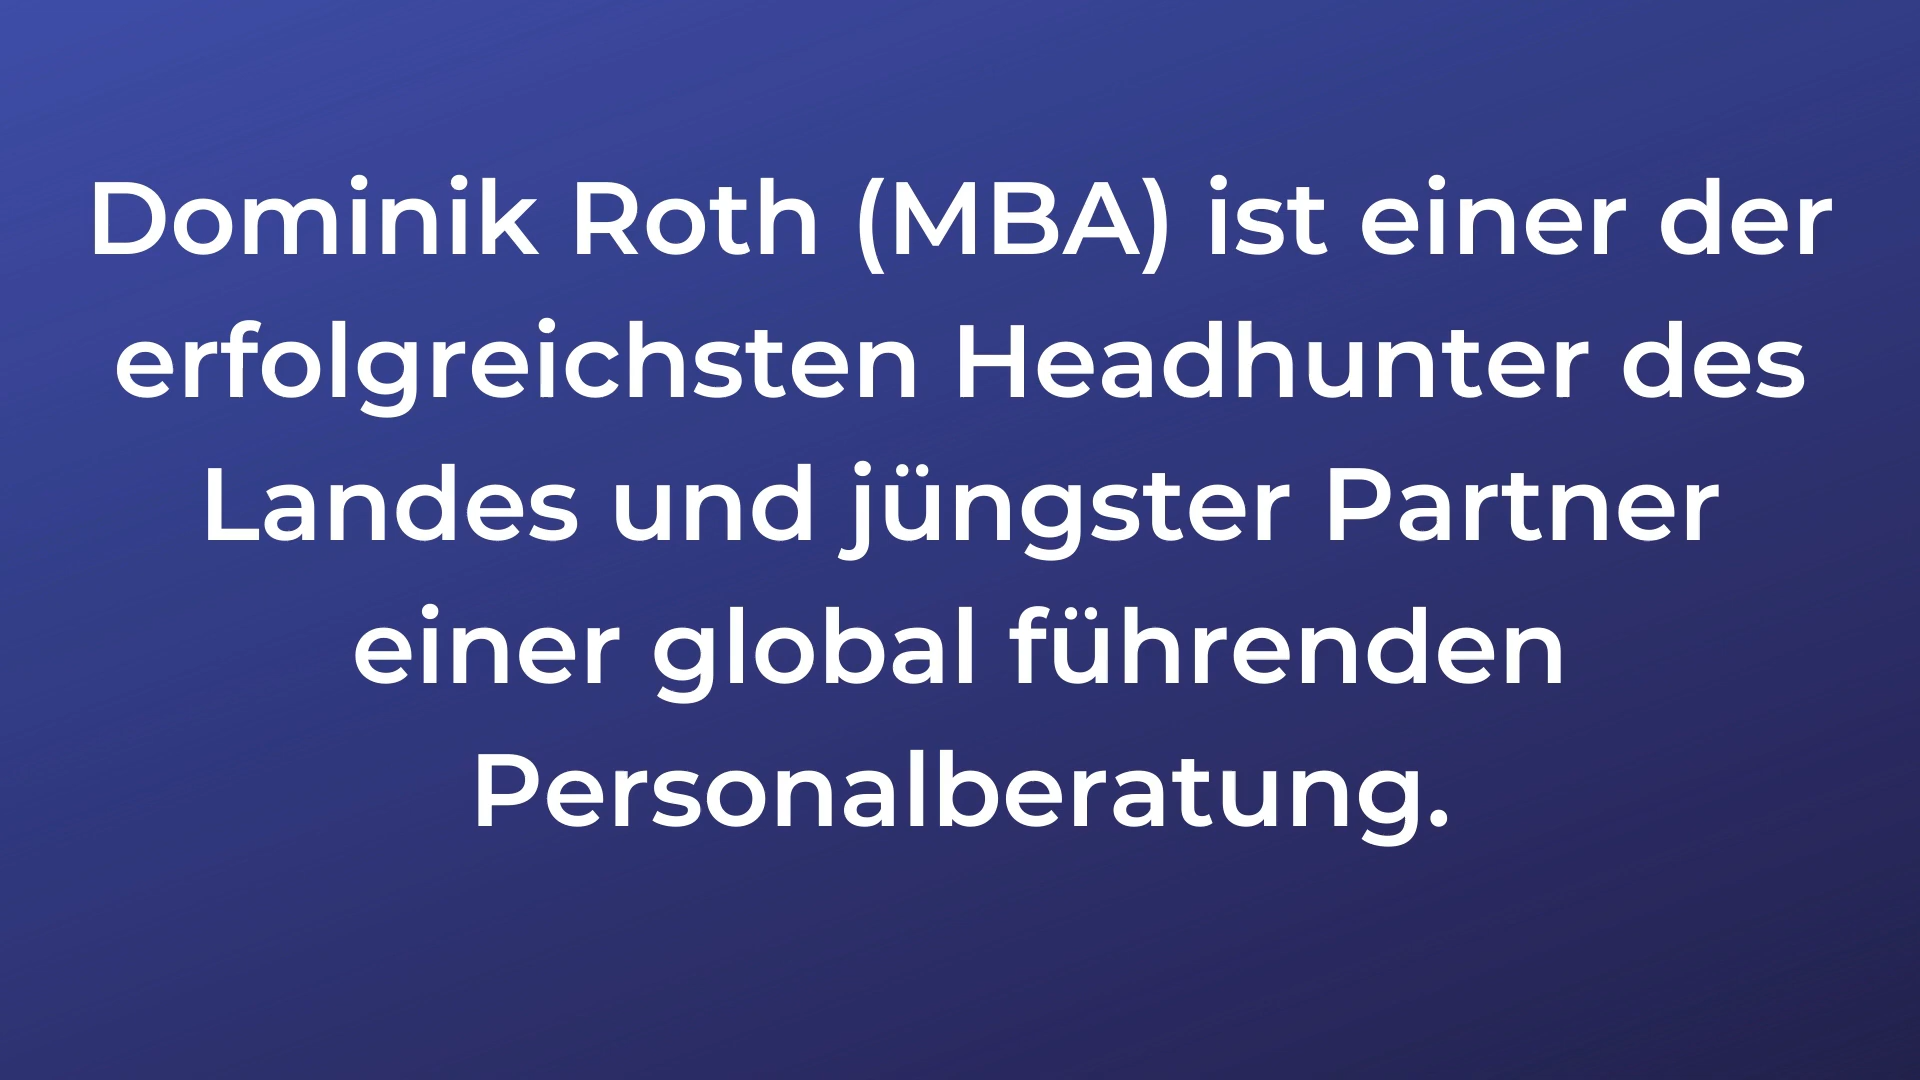 Dominik Roth (MBA) ist einer der
erfolgreichsten Headhunter des
Landes und jüngster Partner
einer global führenden
Personalberatung.